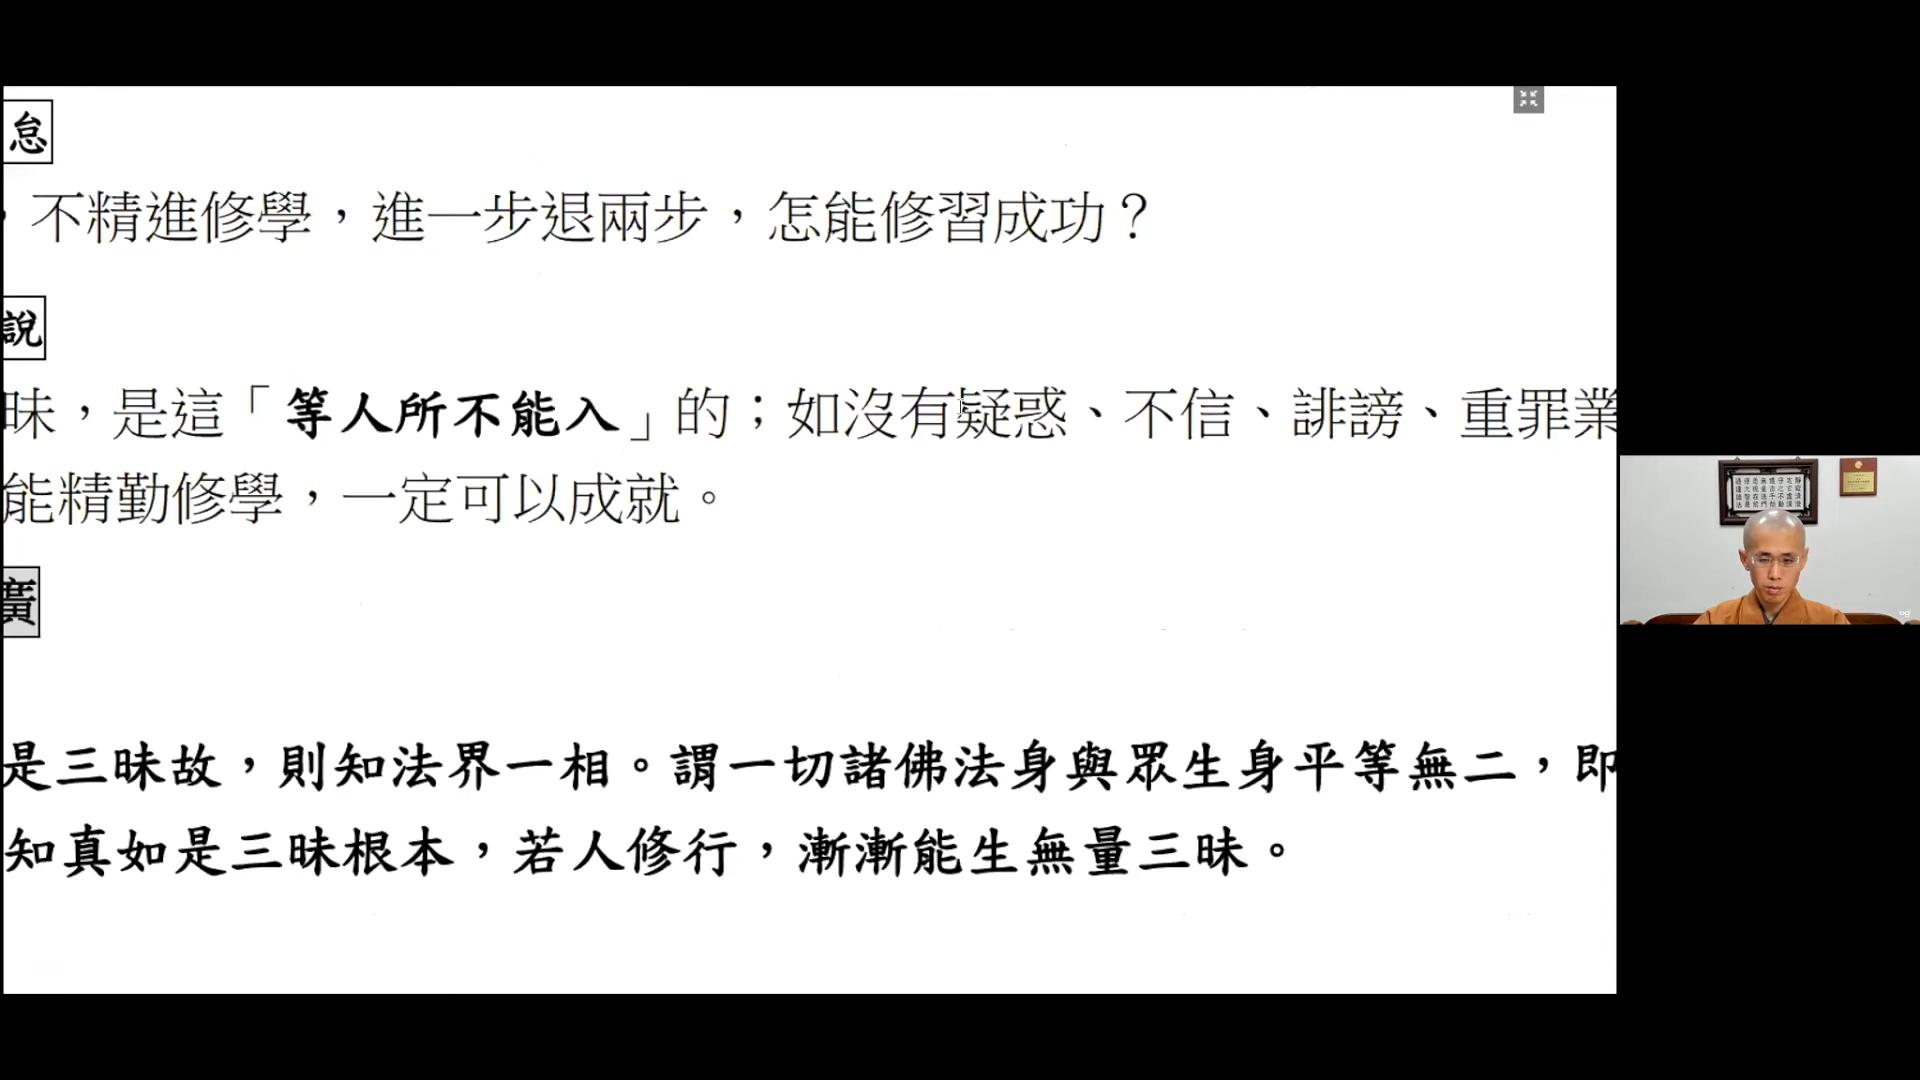 怠
，不精進修學，進一步退兩步，怎能修習成功？
說
昧，是這「等人所不能入」的；如沒有疑惑、不信、誹謗、重罪業
能精勤修學，一定可以成就。
廣
是三昧故，則知法界一相。謂一切諸佛法身與眾生身平等無二，即
知真如是三昧根本，若人修行，漸漸能生無量三昧。